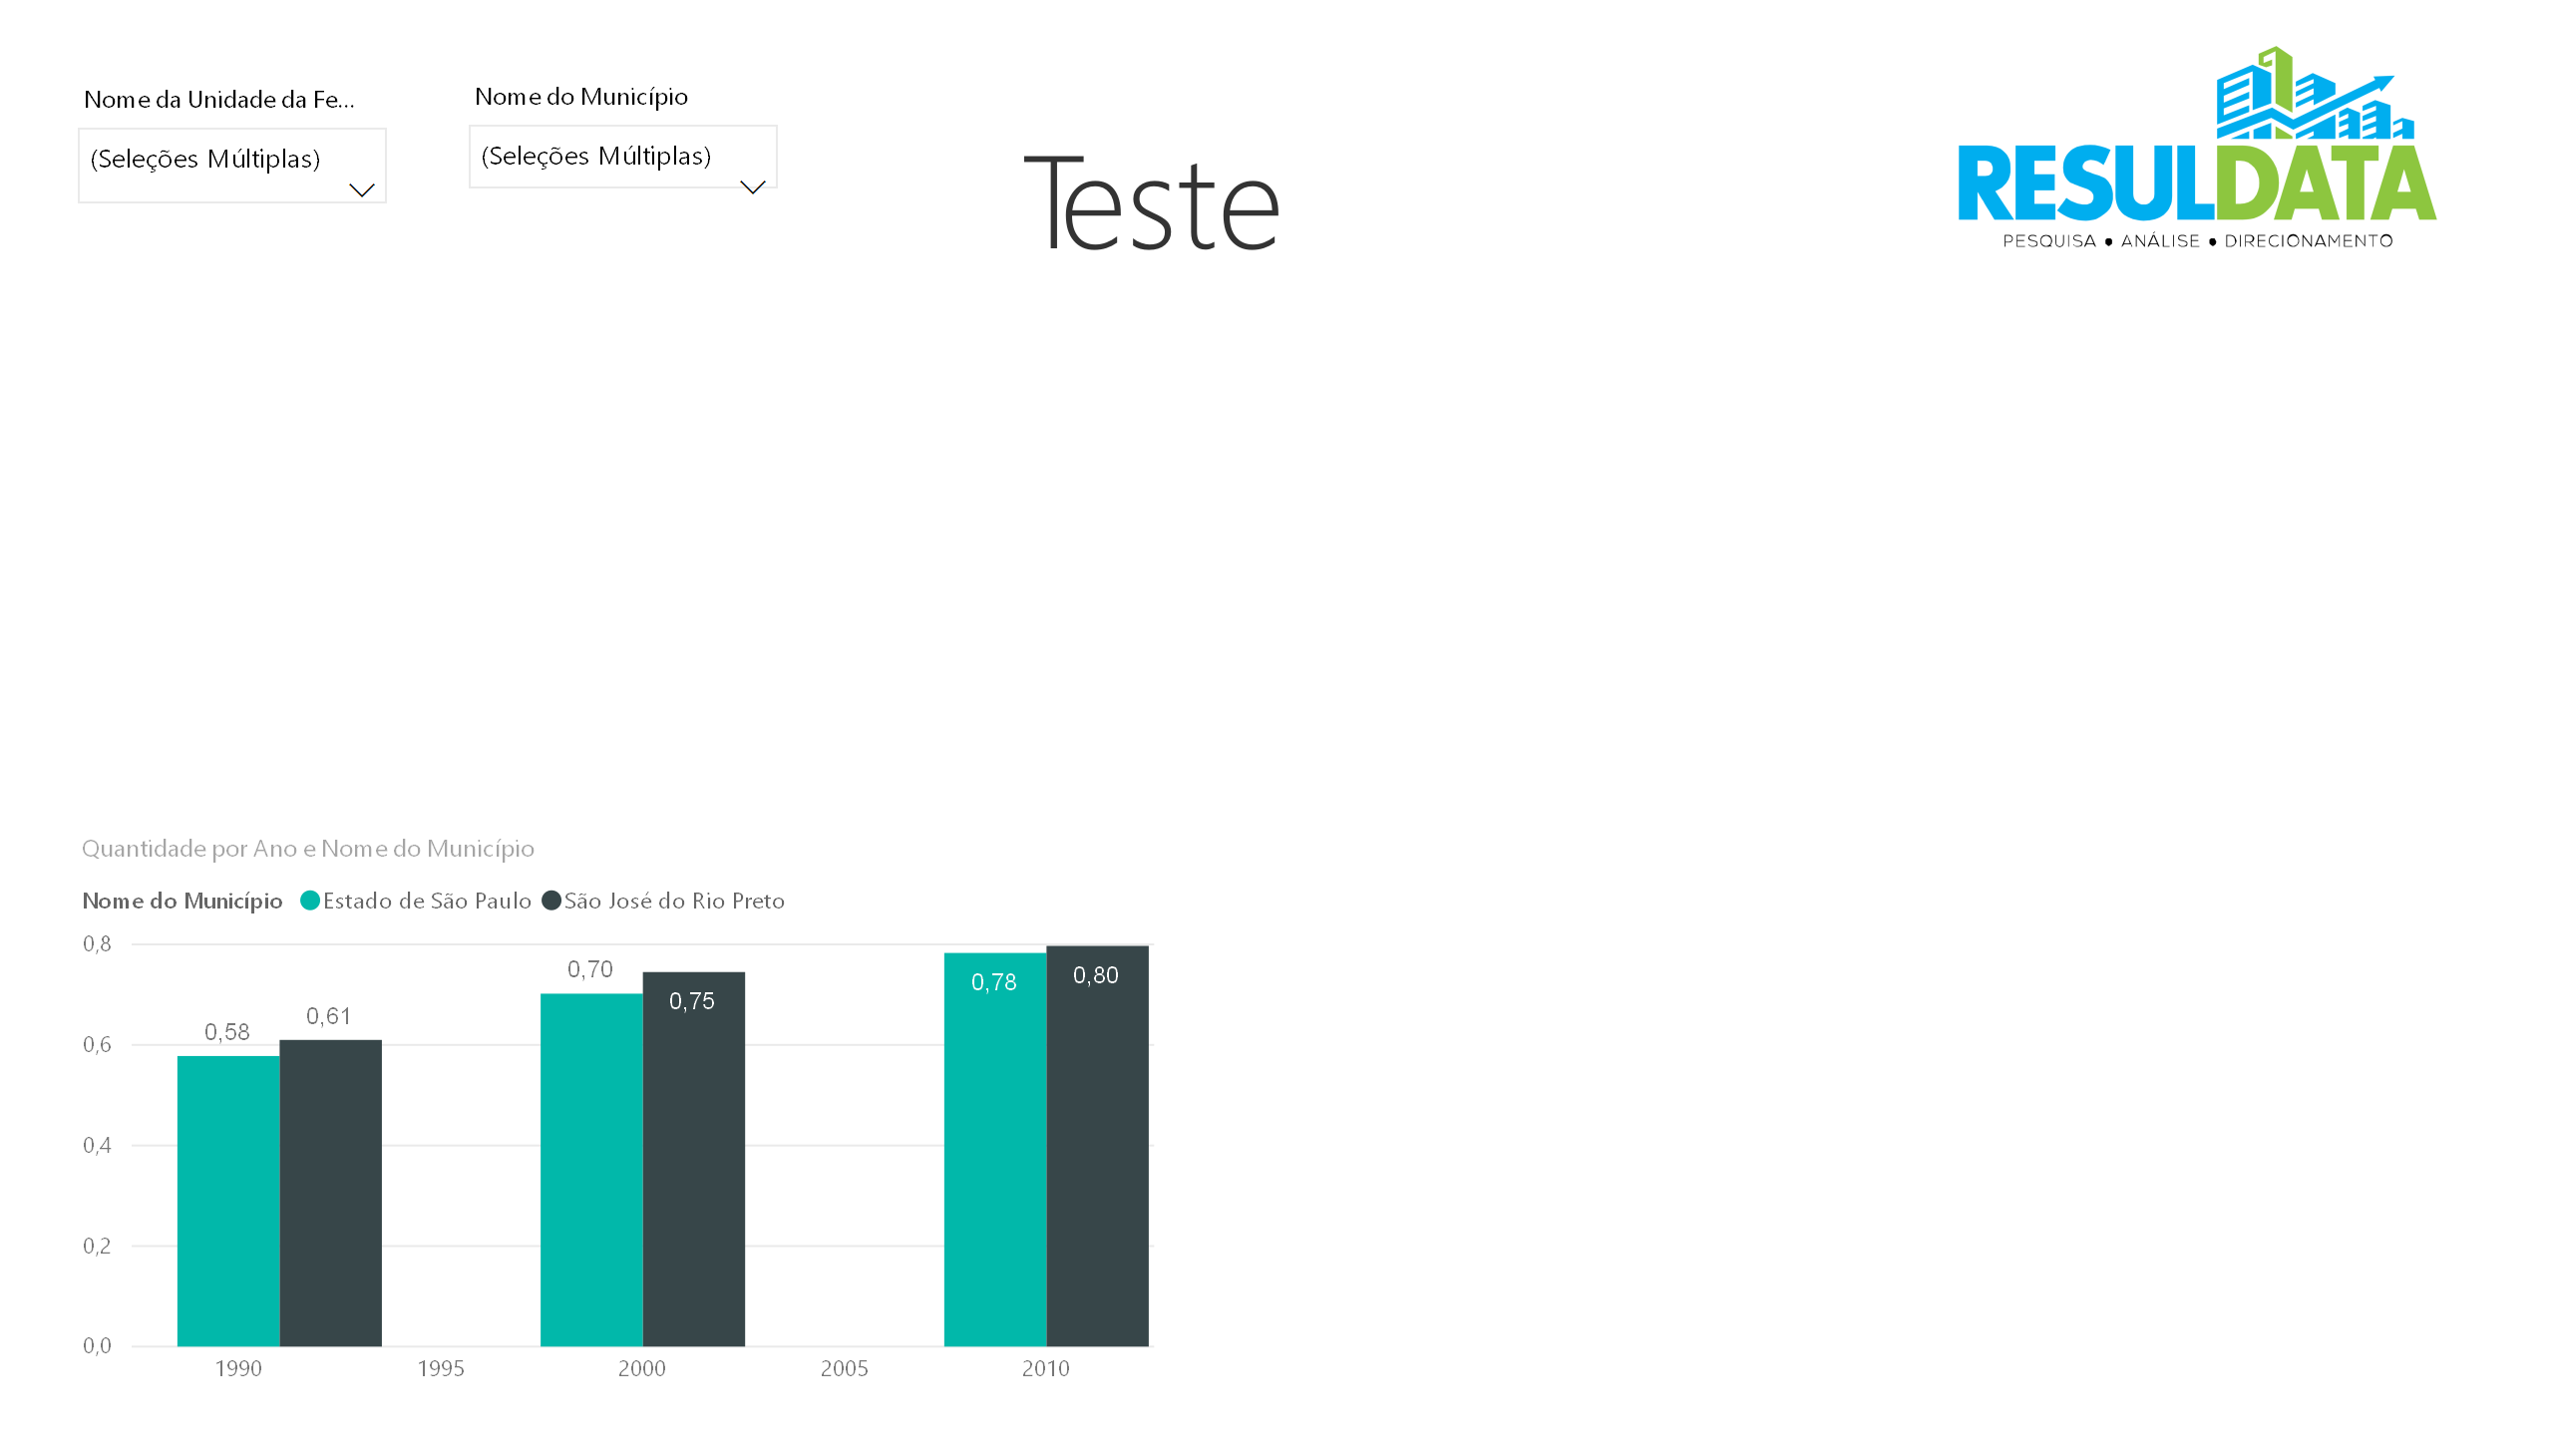 Nome da Unidade da Fe...
(Seleções Múltiplas)
Nome do Município
(Seleções Múltiplas)
Teste
RESULDATA
PESQUISA • ANÁLISE • DIRECIONAMENTO
Quantidade por Ano e Nome do Município
Nome do Município Estado de São Paulo São José do Rio Preto
0,8
0,6
0,4
0,2
0,0
0,58
0,61
0,70
0,75
0,78
0,80
1990 1995 2000 2005 2010